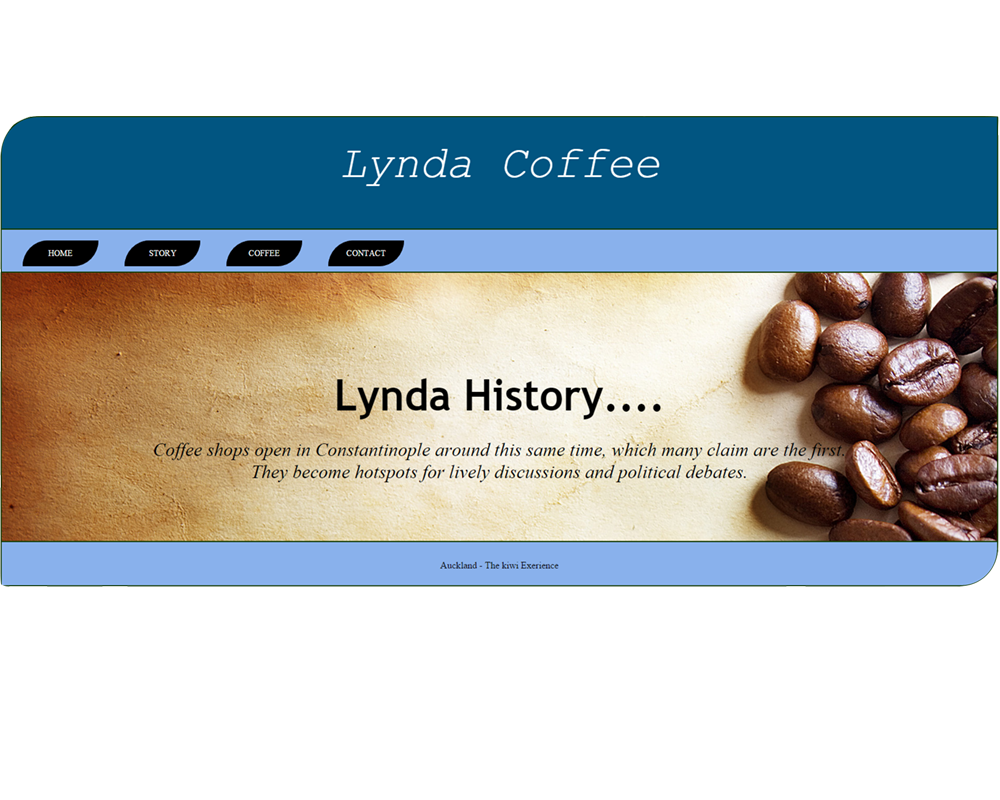 Lynda Coffee
HOME STORY COFFEE CONTACT
Lynda History....
Coffee shops open in Constantinople around this same time, which many claim are the first.
They become hotspots for lively discussions and political debates.
Auckland - The kiwi Exerience